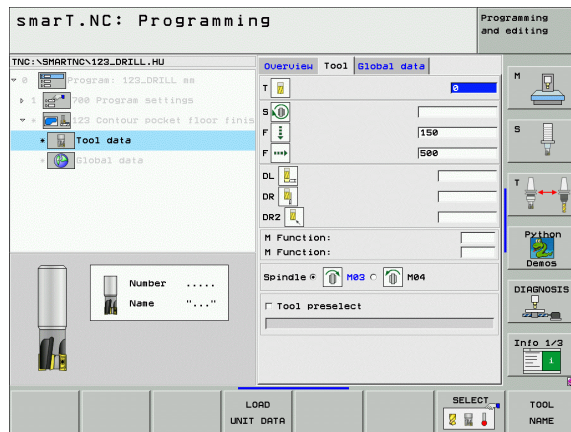 smarT.NC: Programming
Programming and editing
TNC:\SMARTNC\123_DRILL.HU
0 Program: 123_DRILL mm
1 700 Program settings
* 123 Contour pocket floor finis
* Tool data
* Global data
Overview Tool Global data
T 0
S
F 150
F 500
DL
DR
DR2
M Function:
M Function:
Spindle M03 M04
Tool preselect
Number .....
Name "..."
M
S
T
Python Demos
DIAGNOSIS
Info 1/3
1
LOAD UNIT DATA
SELECT
TOOL NAME